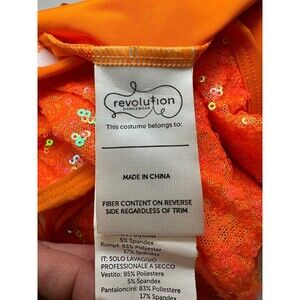 revolution
DANCEWEAR
This costume belongs to:
MADE IN CHINA
FIBER CONTENT ON REVERSE
SIDE REGARDLESS OF TRIM
5% Spandex
Rumpf: 83% Polyester
17% Spandex
IT: SOLO LAVAGGIO
PROFESSIONALE A SECCO
Vestito: 95% Poliestere
5% Spandex
Pantaloncini: 83% Poliestere
17% Spandex